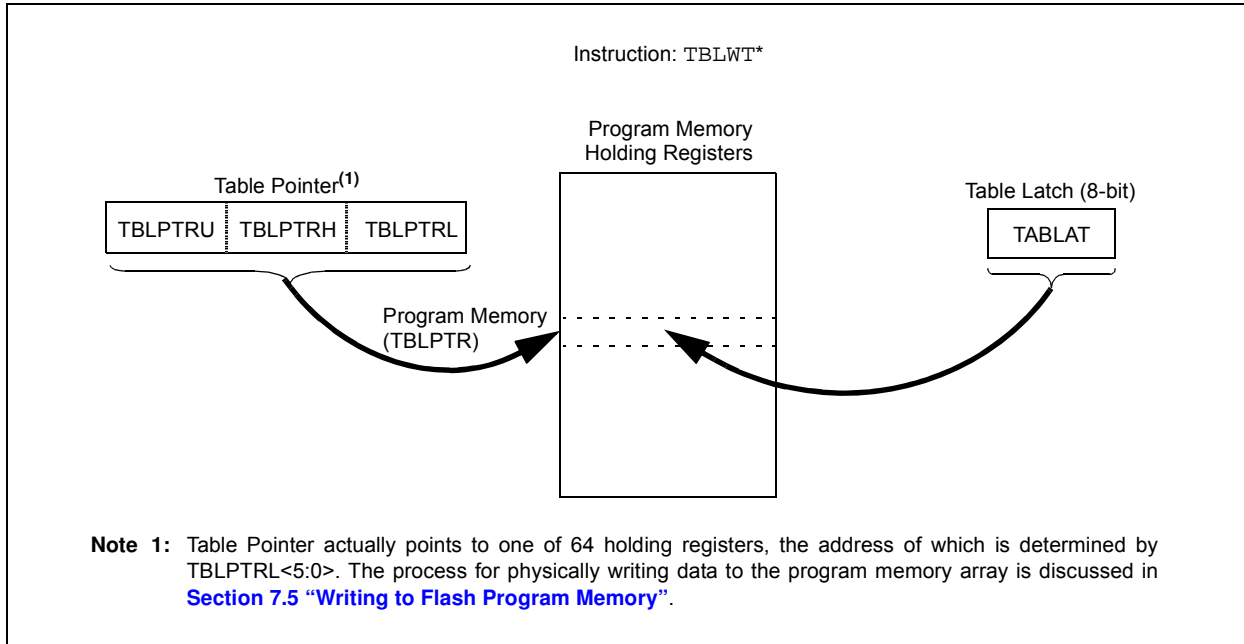 Instruction: TBLWT*
Program Memory
Holding Registers
Table Pointer(1)
Table Latch (8-bit)
TBLPTRU TBLPTRH TBLPTRL
TABLAT
Program Memory
(TBLPTR)
Note 1: Table Pointer actually points to one of 64 holding registers, the address of which is determined by
TBLPTRL<5:0>. The process for physically writing data to the program memory array is discussed in
Section 7.5 “Writing to Flash Program Memory”.